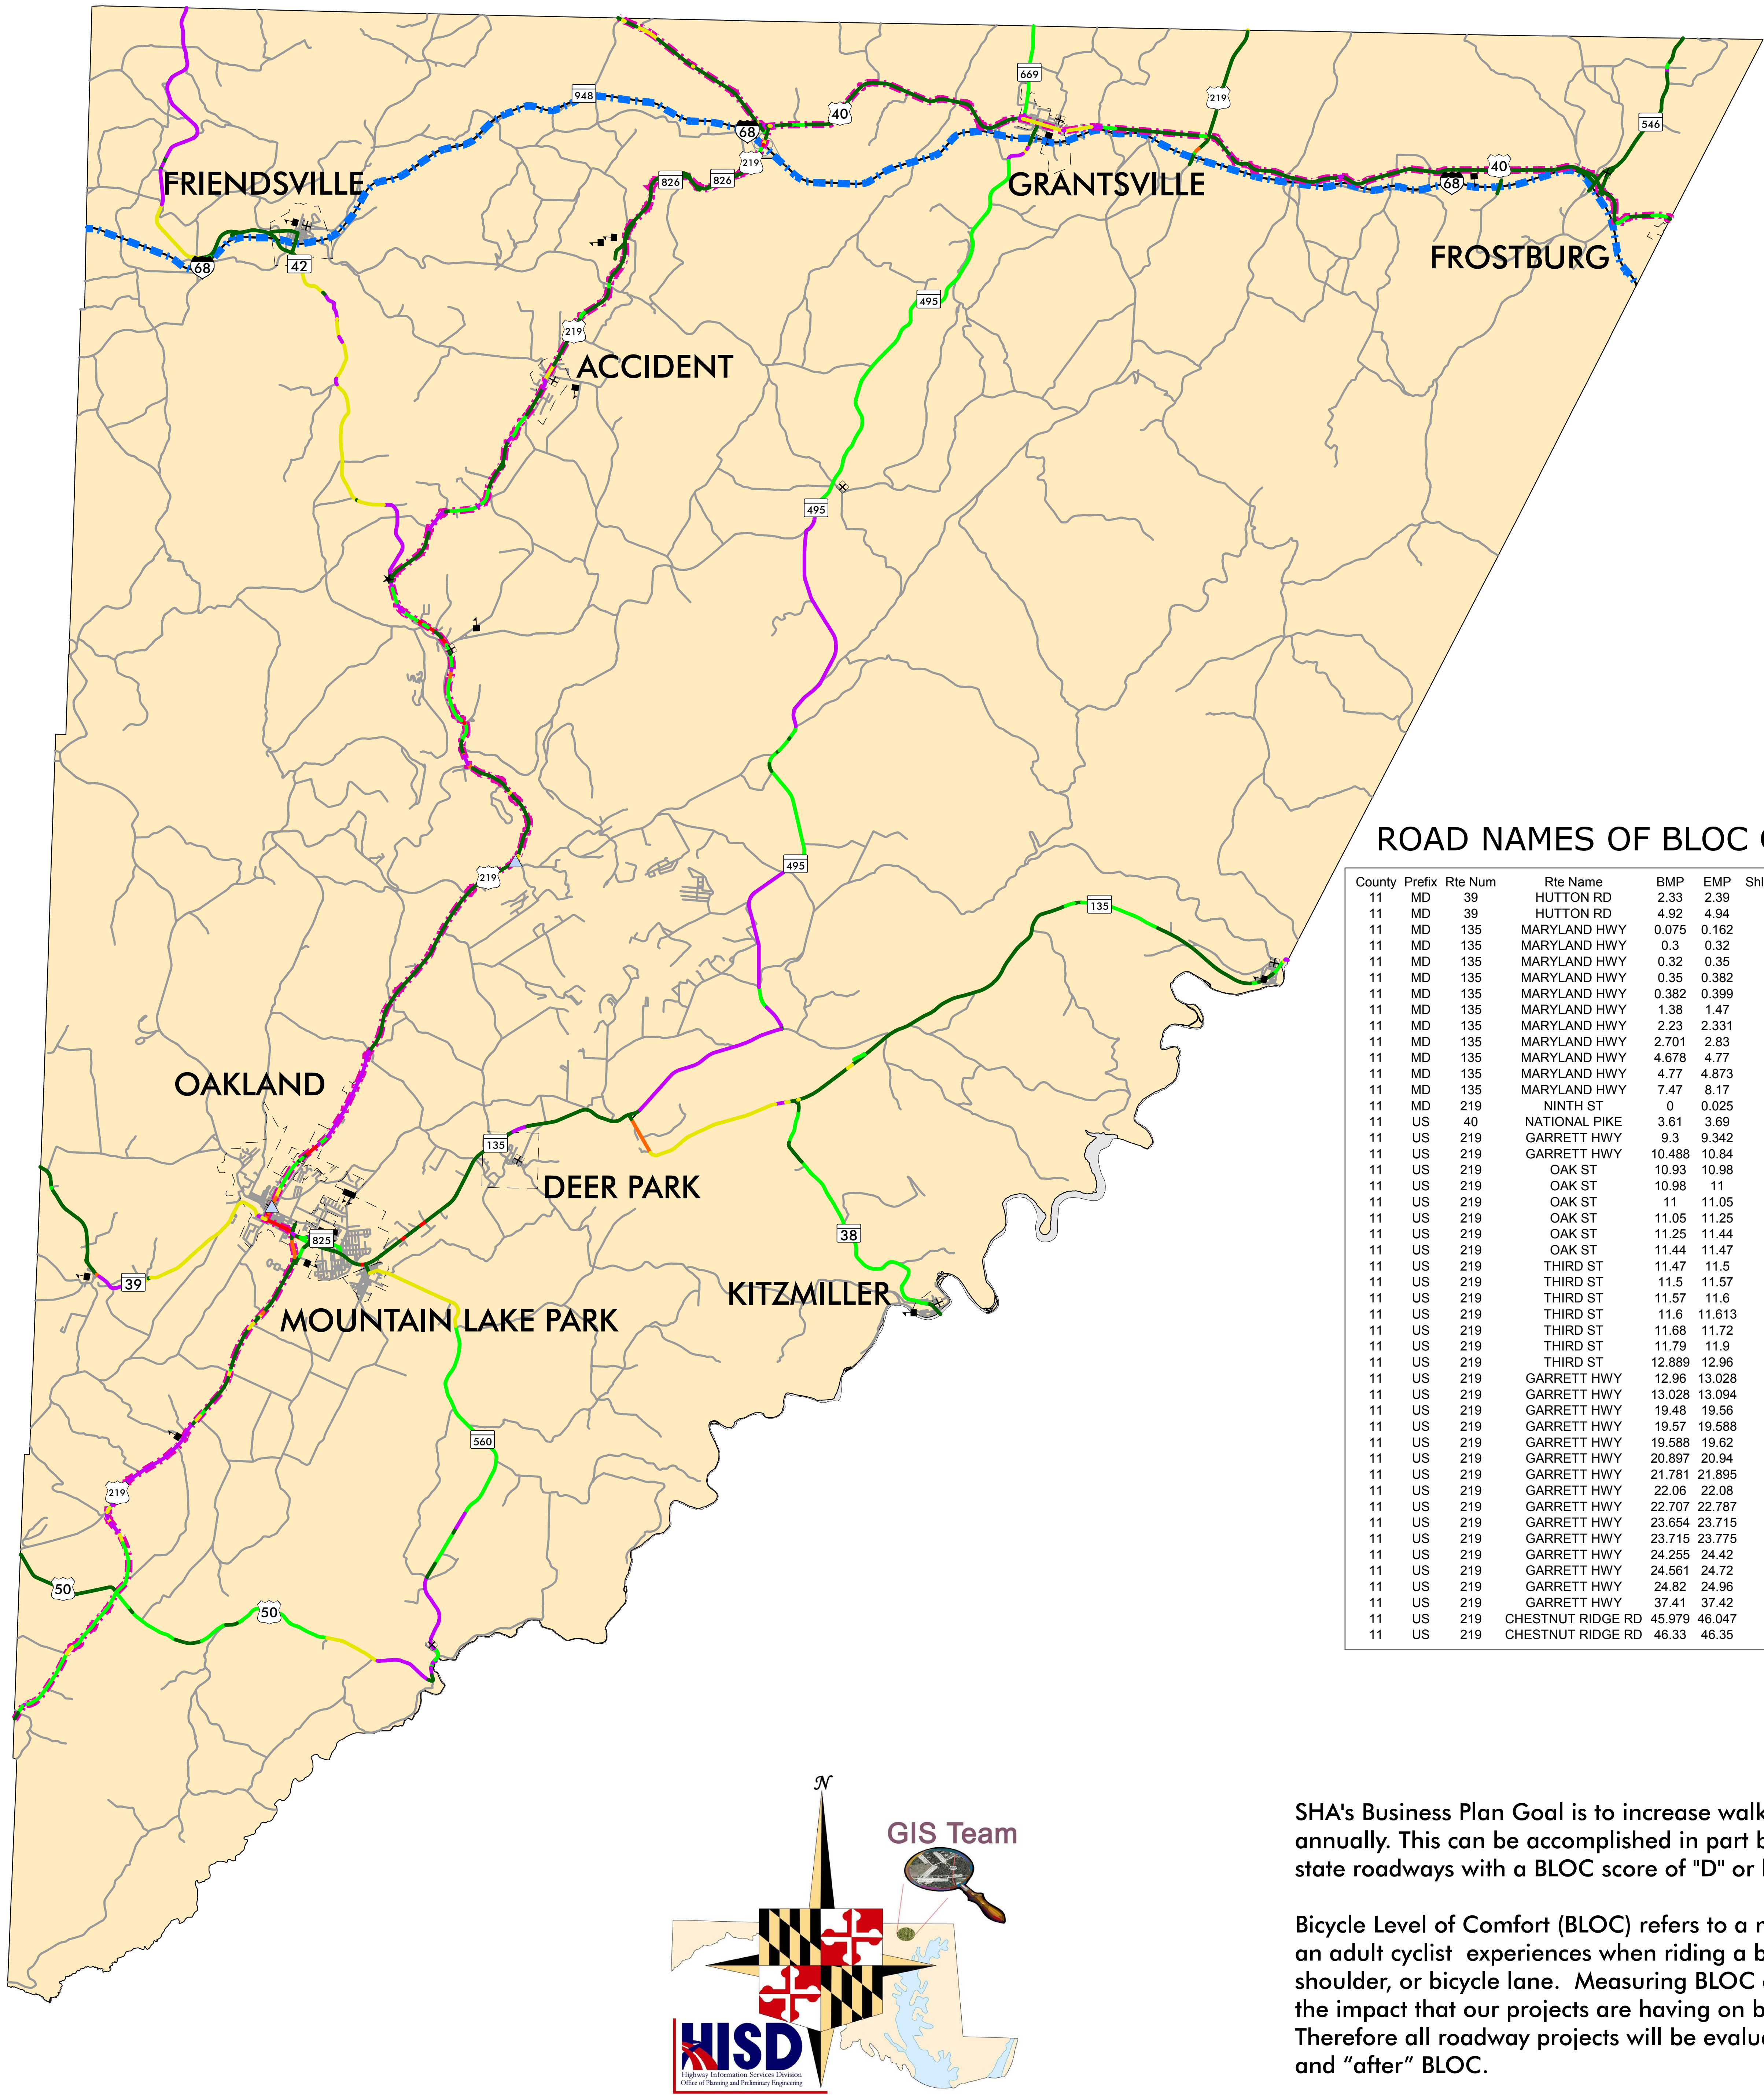 669
948
40
68
219
546
219
826
826
40
68
FRIENDSVILLE
GRANTSVILLE
FROSTBURG
68
42
495
219
ACCIDENT
495
ROAD NAMES OF BLOC
495
219
135
County Prefix Rte Num Rte Name BMP EMP
11 MD 39 HUTTON RD 2.33 2.39
11 MD 39 HUTTON RD 4.92 4.94
11 MD 135 MARYLAND HWY 0.075 0.162
11 MD 135 MARYLAND HWY 0.3 0.32
11 MD 135 MARYLAND HWY 0.32 0.35
11 MD 135 MARYLAND HWY 0.35 0.382
11 MD 135 MARYLAND HWY 0.382 0.399
11 MD 135 MARYLAND HWY 1.38 1.47
11 MD 135 MARYLAND HWY 2.23 2.331
11 MD 135 MARYLAND HWY 2.701 2.83
11 MD 135 MARYLAND HWY 4.678 4.77
11 MD 135 MARYLAND HWY 4.77 4.873
11 MD 135 MARYLAND HWY 7.47 8.17
11 MD 219 NINTH ST 0 0.025
11 US 40 NATIONAL PIKE 3.61 3.69
11 US 219 GARRETT HWY 9.3 9.342
11 US 219 GARRETT HWY 10.488 10.84
11 US 219 OAK ST 10.93 10.98
11 US 219 OAK ST 10.98 11
11 US 219 OAK ST 11 11.05
11 US 219 OAK ST 11.05 11.25
11 US 219 OAK ST 11.25 11.44
11 US 219 OAK ST 11.44 11.47
11 US 219 THIRD ST 11.47 11.5
11 US 219 THIRD ST 11.5 11.57
11 US 219 THIRD ST 11.57 11.6
11 US 219 THIRD ST 11.6 11.613
11 US 219 THIRD ST 11.68 11.72
11 US 219 THIRD ST 11.79 11.9
11 US 219 THIRD ST 12.889 12.96
11 US 219 GARRETT HWY 12.96 13.028
11 US 219 GARRETT HWY 13.028 13.094
11 US 219 GARRETT HWY 19.48 19.56
11 US 219 GARRETT HWY 19.57 19.588
11 US 219 GARRETT HWY 19.588 19.62
11 US 219 GARRETT HWY 20.897 20.94
11 US 219 GARRETT HWY 21.781 21.895
11 US 219 GARRETT HWY 22.06 22.08
11 US 219 GARRETT HWY 22.707 22.787
11 US 219 GARRETT HWY 23.654 23.715
11 US 219 GARRETT HWY 23.715 23.775
11 US 219 GARRETT HWY 24.255 24.42
11 US 219 GARRETT HWY 24.561 24.72
11 US 219 GARRETT HWY 24.82 24.96
11 US 219 GARRETT HWY 37.41 37.42
11 US 219 CHESTNUT RIDGE RD 45.979 46.047
11 US 219 CHESTNUT RIDGE RD 46.33 46.35
OAKLAND
135
DEER PARK
38
825
39
KITZMILLER
MOUNTAIN LAKE PARK
560
219
50
50
N
GIS Team
HISD
Highway Information Services Division
Office of Planning and Preliminary Engineering
SHA's Business Plan Goal is to increase walk
annually. This can be accomplished in part
state roadways with a BLOC score of "D" or
Bicycle Level of Comfort (BLOC) refers to a
an adult cyclist experiences when riding a
shoulder, or bicycle lane. Measuring BLOC
the impact that our projects are having on
Therefore all roadway projects will be
and “after” BLOC.